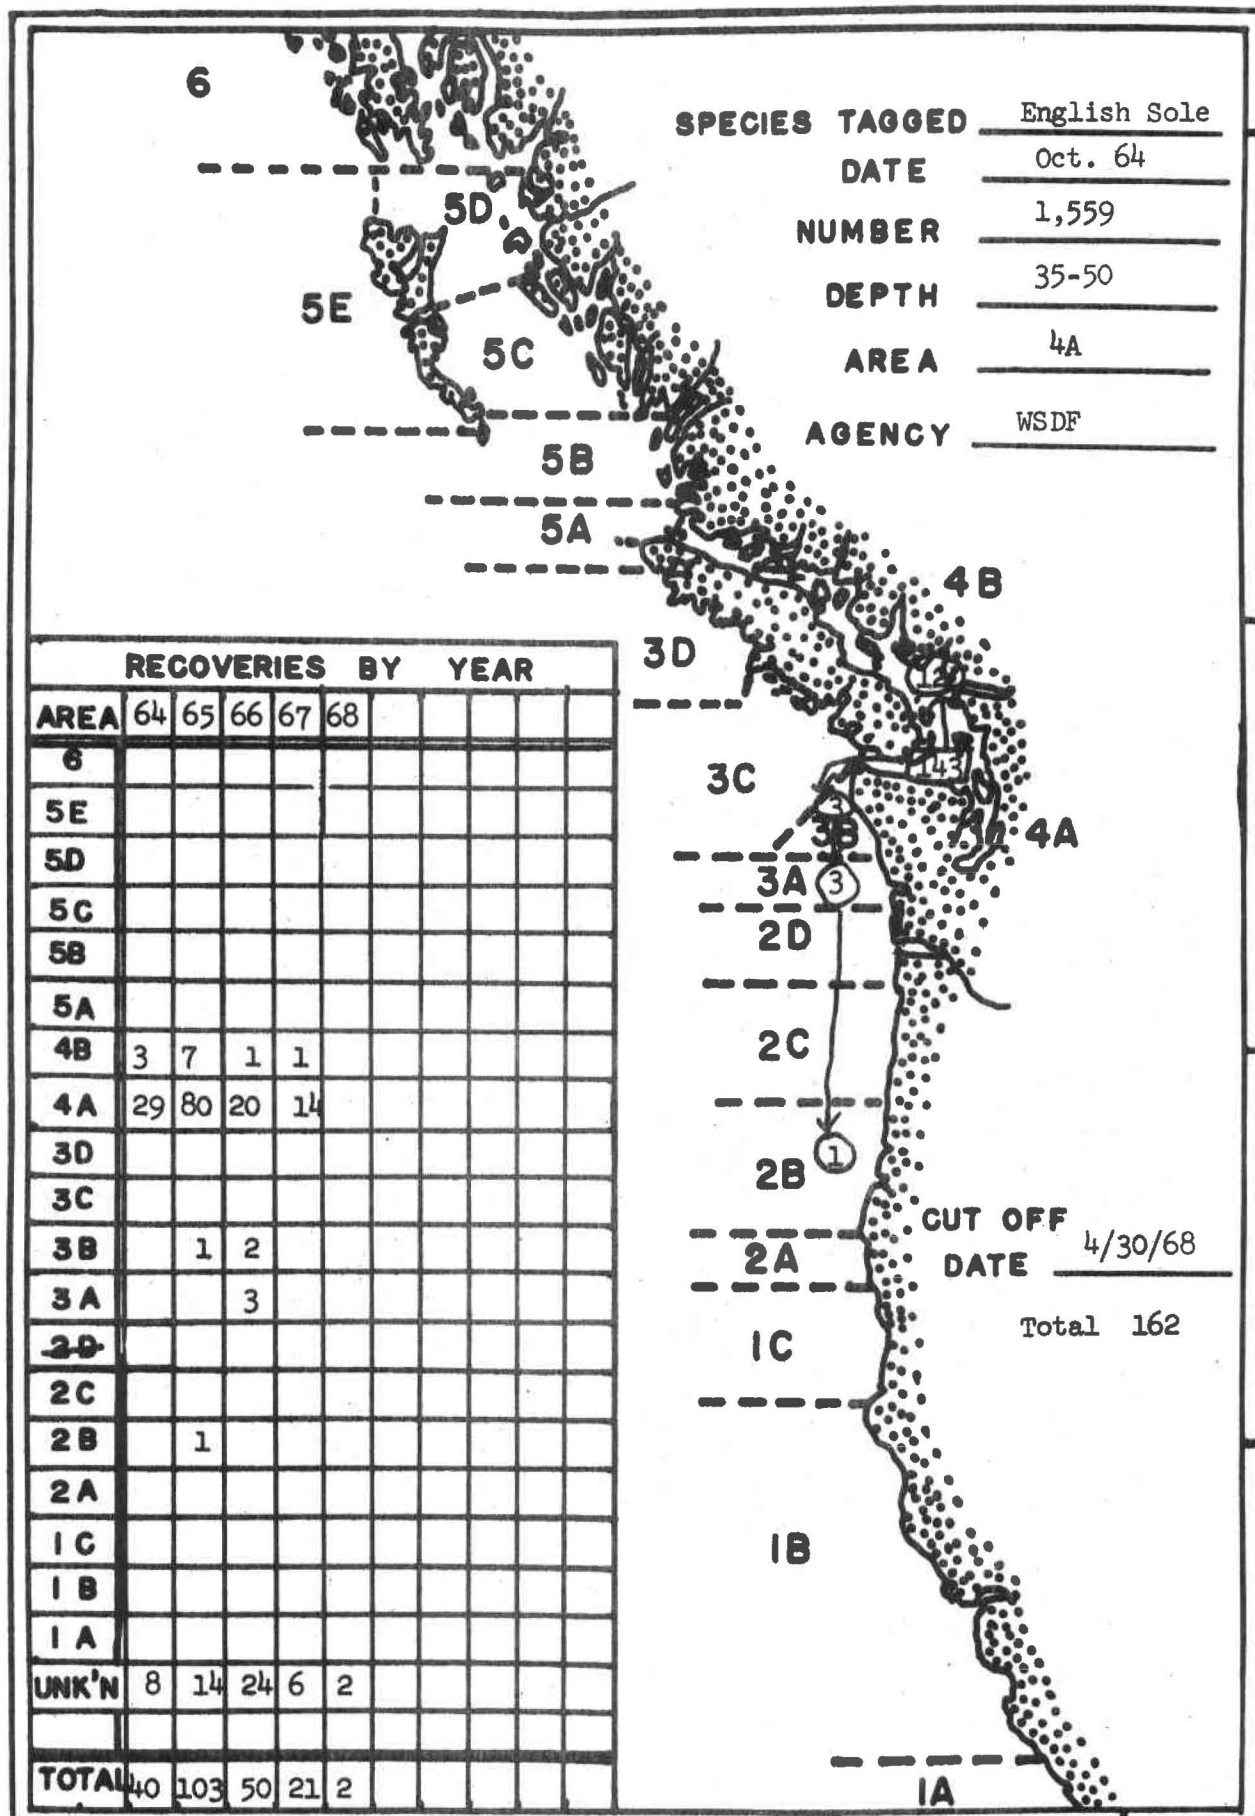 6
SPECIES TAGGED English Sole
DATE Oct. 64
NUMBER 1,559
DEPTH 35-50
AREA 4A
AGENCY WSDF
5D
5E
5C
5B
5A
4B
3D
12
143
3C
3
3B
4A
3A 3
2D
2C
2B 1
2A
1C
1B
1A
CUT OFF
DATE 4/30/68
Total 162
RECOVERIES BY YEAR
AREA 64 65 66 67 68
6
5E
5D
5C
5B
5A
4B 3 7 1 1
4A 29 80 20 14
3D
3C
3B 1 2
3A 3
2D
2C
2B 1
2A
1C
1B
1A
UNK'N 8 14 24 6 2
TOTAL 40 103 50 21 2